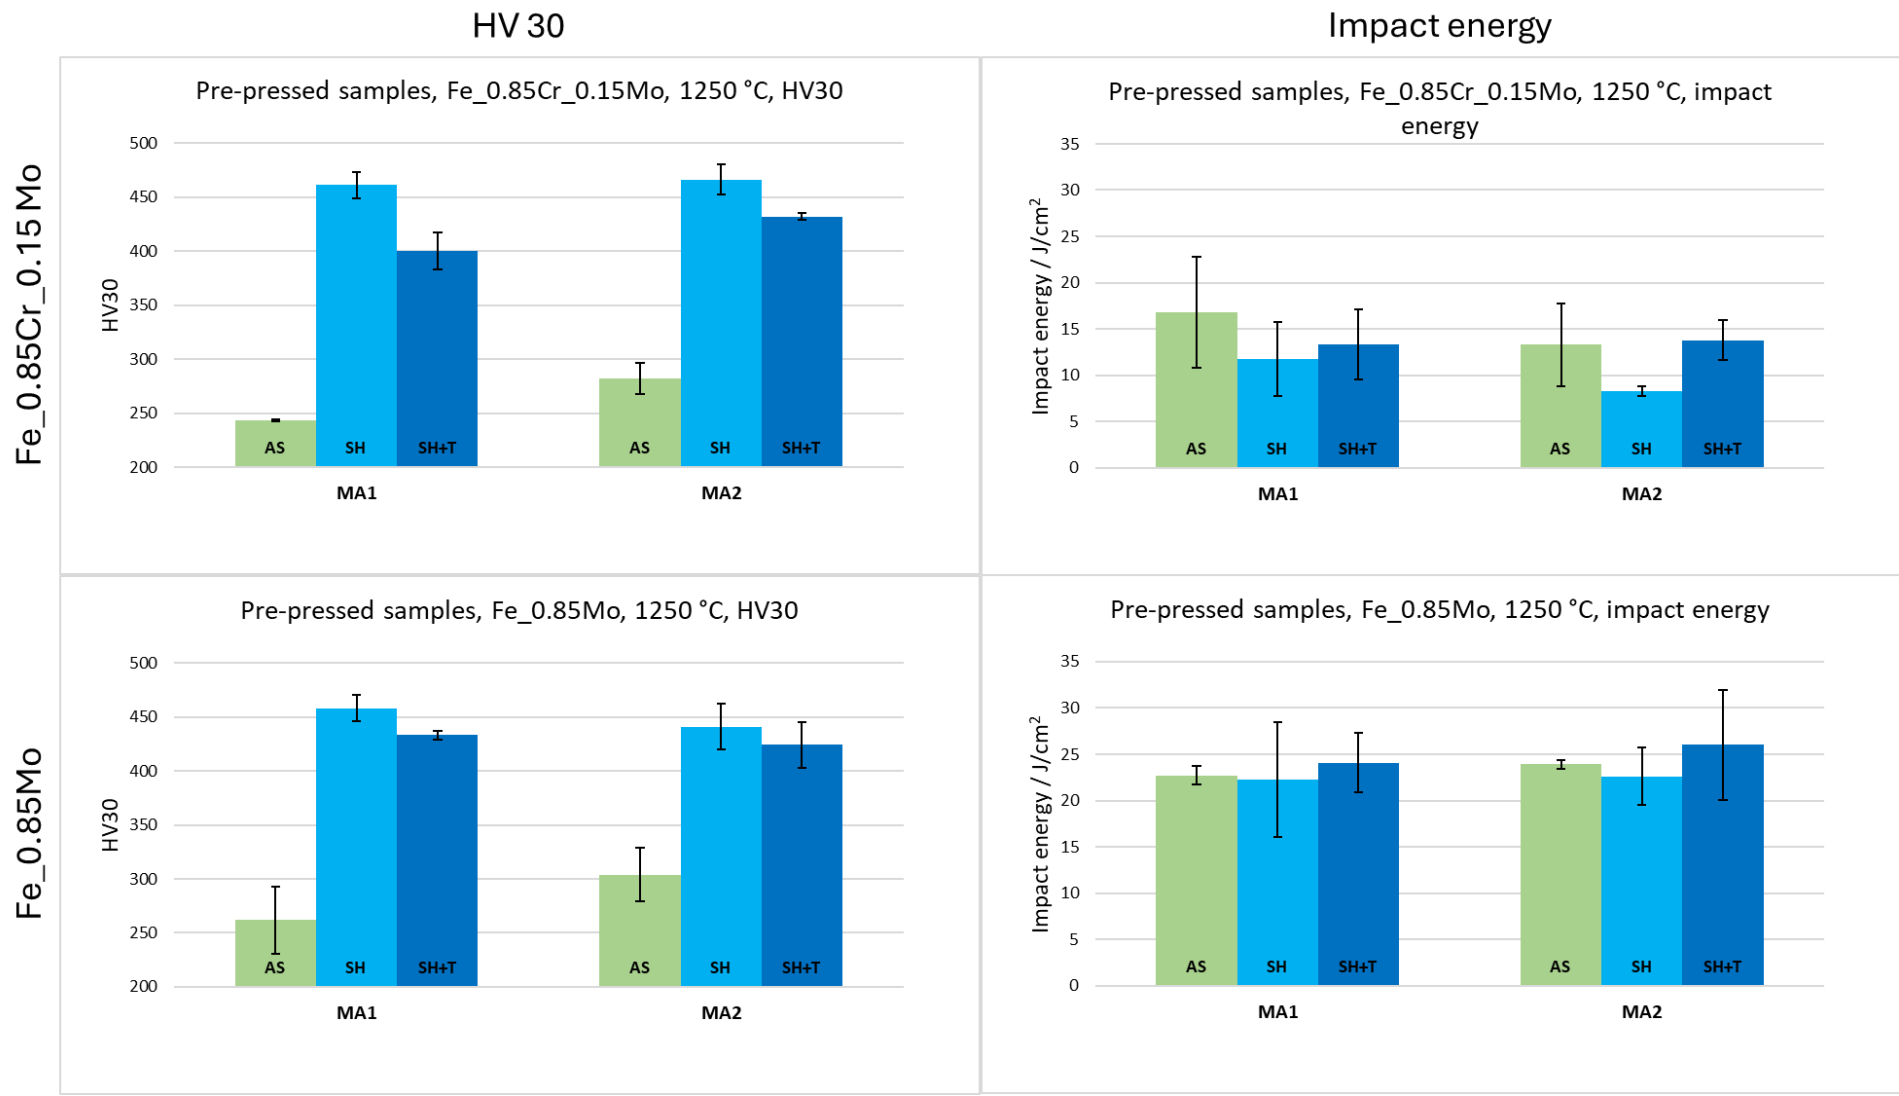 HV 30
Impact energy
Fe_0.85Cr_0.15 Mo
Pre-pressed samples, Fe_0.85Cr_0.15Mo, 1250 °C, HV30
500
450
400
350
300
250
200
HV30
AS
SH
SH+T
AS
SH
SH+T
MA1
MA2
Pre-pressed samples, Fe_0.85Cr_0.15Mo, 1250 °C, impact
energy
35
30
25
20
15
10
5
0
Impact energy / J/cm²
AS
SH
SH+T
AS
SH
SH+T
MA1
MA2
Fe_0.85Mo
Pre-pressed samples, Fe_0.85Mo, 1250 °C, HV30
500
450
400
350
300
250
200
HV30
AS
SH
SH+T
AS
SH
SH+T
MA1
MA2
Pre-pressed samples, Fe_0.85Mo, 1250 °C, impact energy
35
30
25
20
15
10
5
0
Impact energy / J/cm²
AS
SH
SH+T
AS
SH
SH+T
MA1
MA2